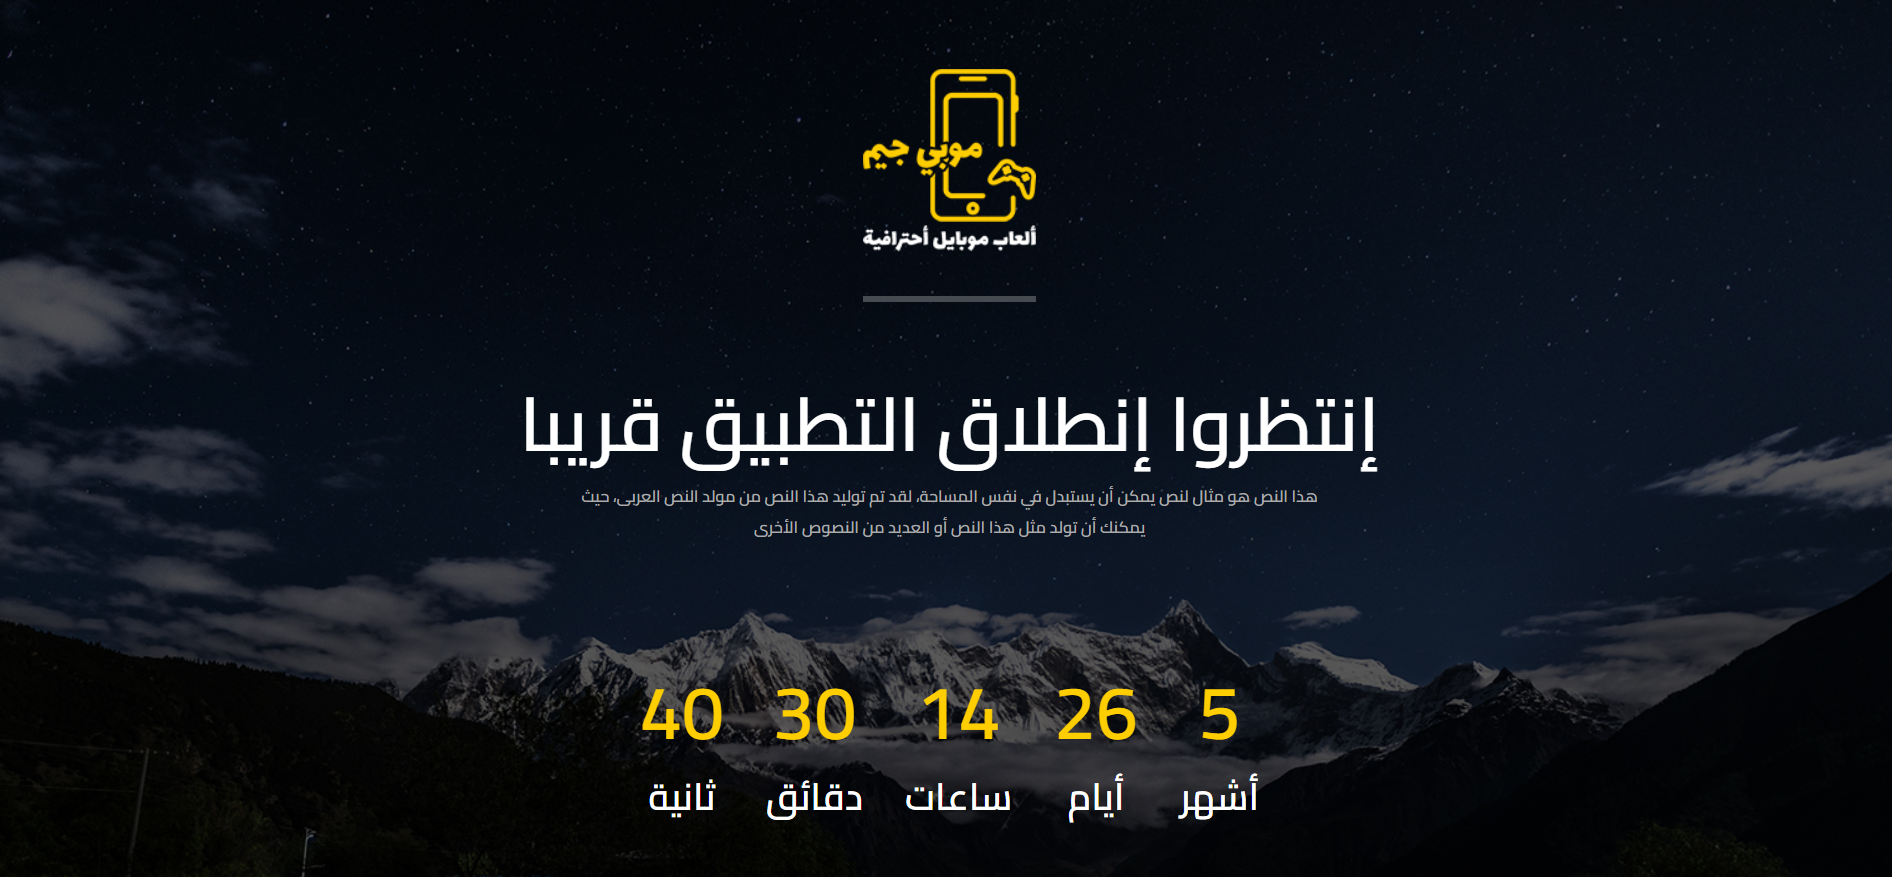 موبي جيم
ألعاب موبايل أحترافية
إنتظروا إنطلاق التطبيق قريبا
هذا النص هو مثال لنص يمكن أن يستبدل في نفس المساحة، لقد تم توليد هذا النص من مولد النص العربى، حيث
يمكنك أن تولد مثل هذا النص أو العديد من النصوص الأخرى
5 26 14 30 40
أشهر أيام ساعات دقائق ثانية